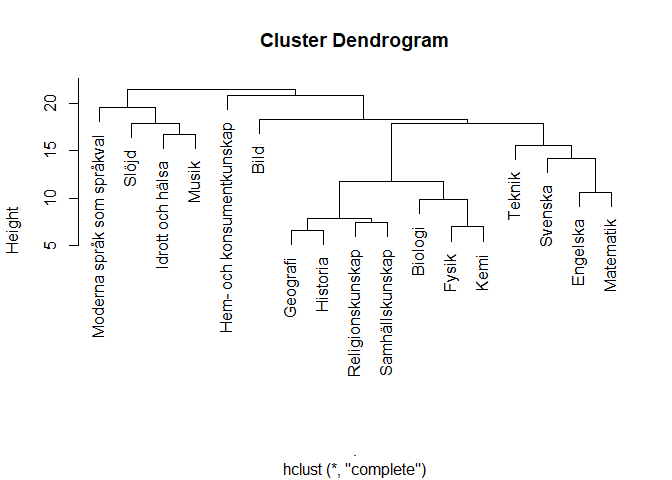 Cluster Dendrogram
Height
20
15
10
5
Moderna språk som språkval
Slöjd
Idrott och hälsa
Musik
Hem- och konsumentkunskap
Bild
Geografi
Historia
Religionskunskap
Samhällskunskap
Biologi
Fysik
Kemi
Teknik
Svenska
Engelska
Matematik
.
hclust (*, "complete")